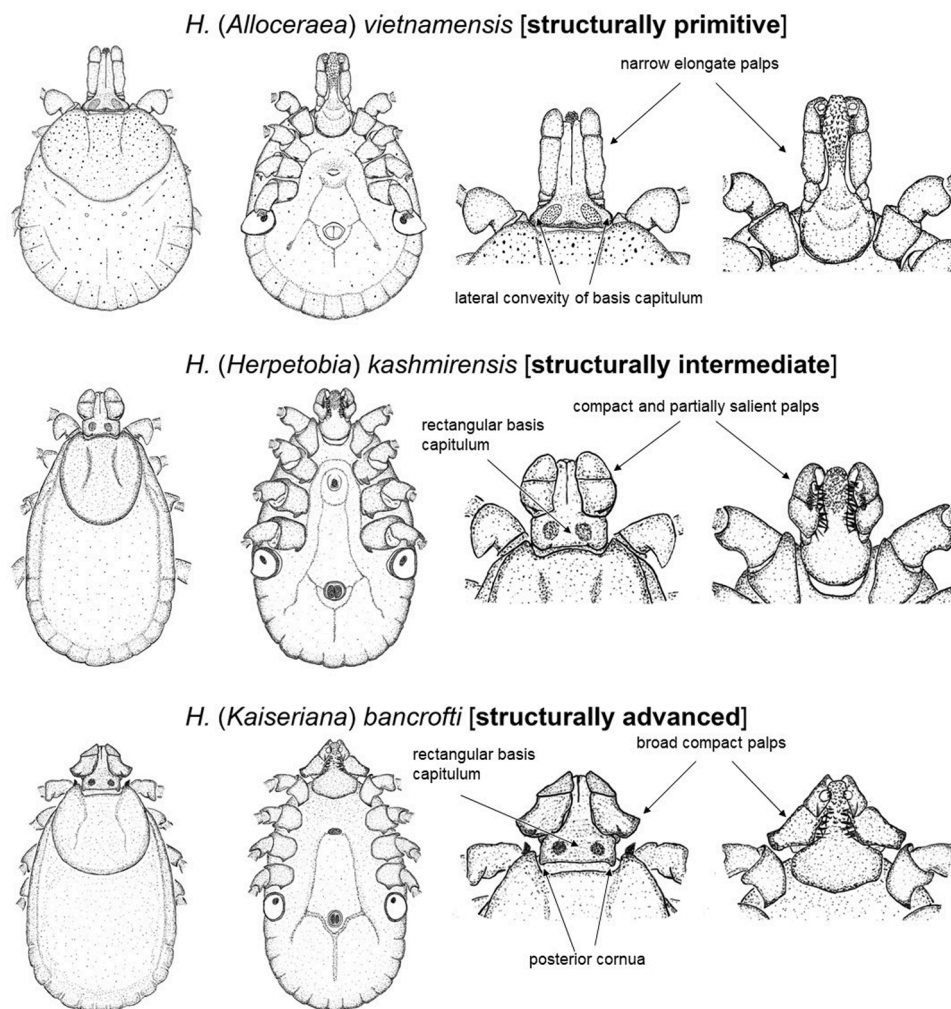 H. (Alloceraea) vietnamensis [structurally primitive]
narrow elongate palps
lateral convexity of basis capitulum
H. (Herpetobia) kashmirensis [structurally intermediate]
compact and partially salient palps
rectangular basis
capitulum
H. (Kaiseriana) bancrofti [structurally advanced]
rectangular basis
capitulum
broad compact palps
posterior cornua